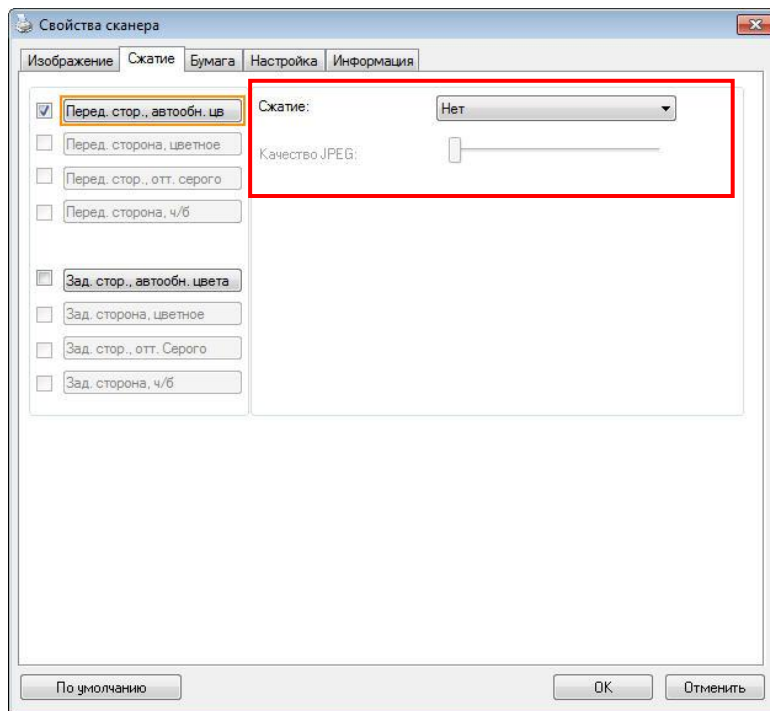 Свойства сканера
Изображение Сжатие Бумага Настройка Информация
Перед. стор., автообн. цв
Сжатие: Нет
Перед. сторона, цветное
Качество JPEG:
Перед. стор., отт. серого
Перед. сторона, ч/б
Зад. стор., автообн. цвета
Зад. сторона, цветное
Зад. стор., отт. Серого
Зад. сторона, ч/б
По умолчанию OK Отменить